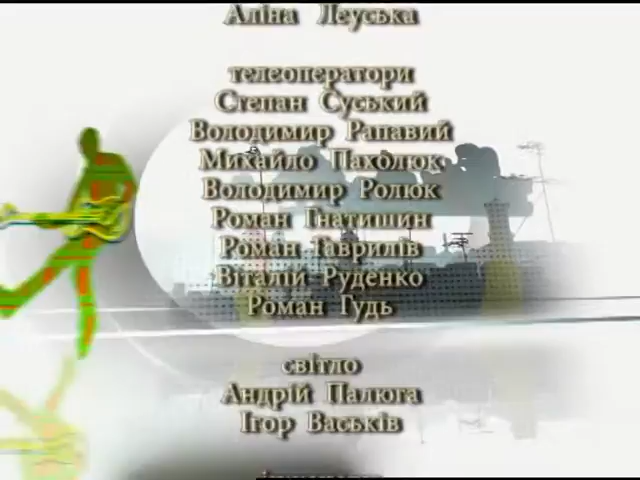 Аліна Леуська
телеоператори
Степан Суський
Володимир Рапавий
Михайло Пахолюк
Володимир Ролюк
Роман Гнатишин
Роман Гаврилів
Віталій Руденко
Роман Гудь
світло
Андрій Палюга
Ігор Васьків